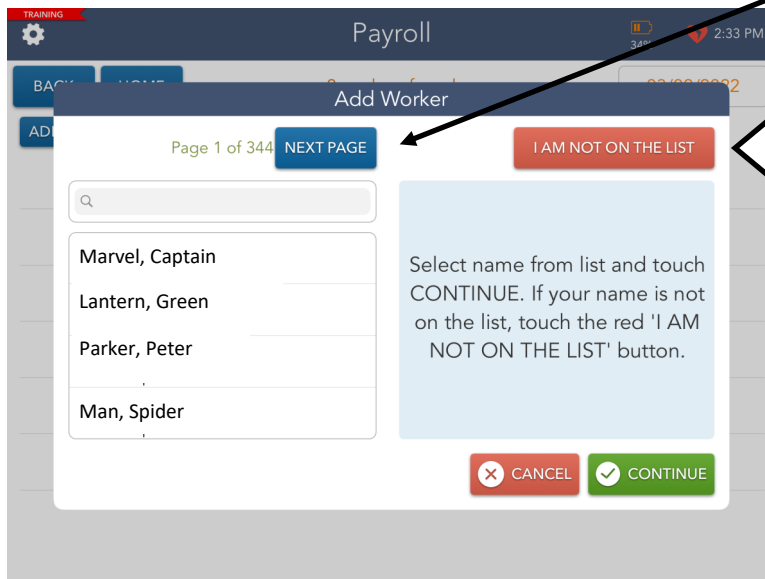 TRAINING
Payroll
34%
2:33 PM
BACK
HOME
Add Worker
Page 1 of 344
NEXT PAGE
I AM NOT ON THE LIST
Marvel, Captain
Lantern, Green
Parker, Peter
Man, Spider
Select name from list and touch
CONTINUE. If your name is not
on the list, touch the red 'I AM
NOT ON THE LIST' button.
CANCEL
CONTINUE